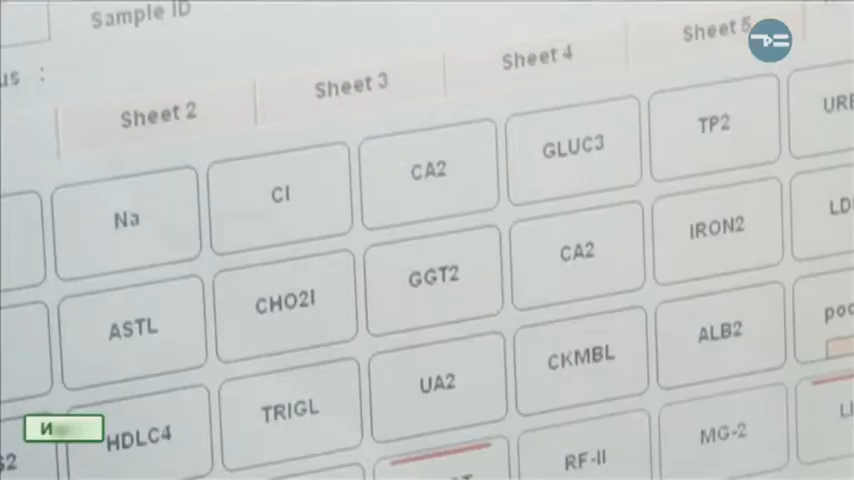 Sample ID
:
Sheet 2 Sheet 3 Sheet 4 Sheet 5
Na Cl CA2 GLUC3 TP2
ASTL CHO2I GGT2 CA2 IRON2
HDLC4 TRIGL UA2 CKMBL ALB2
RF-II MG-2
И